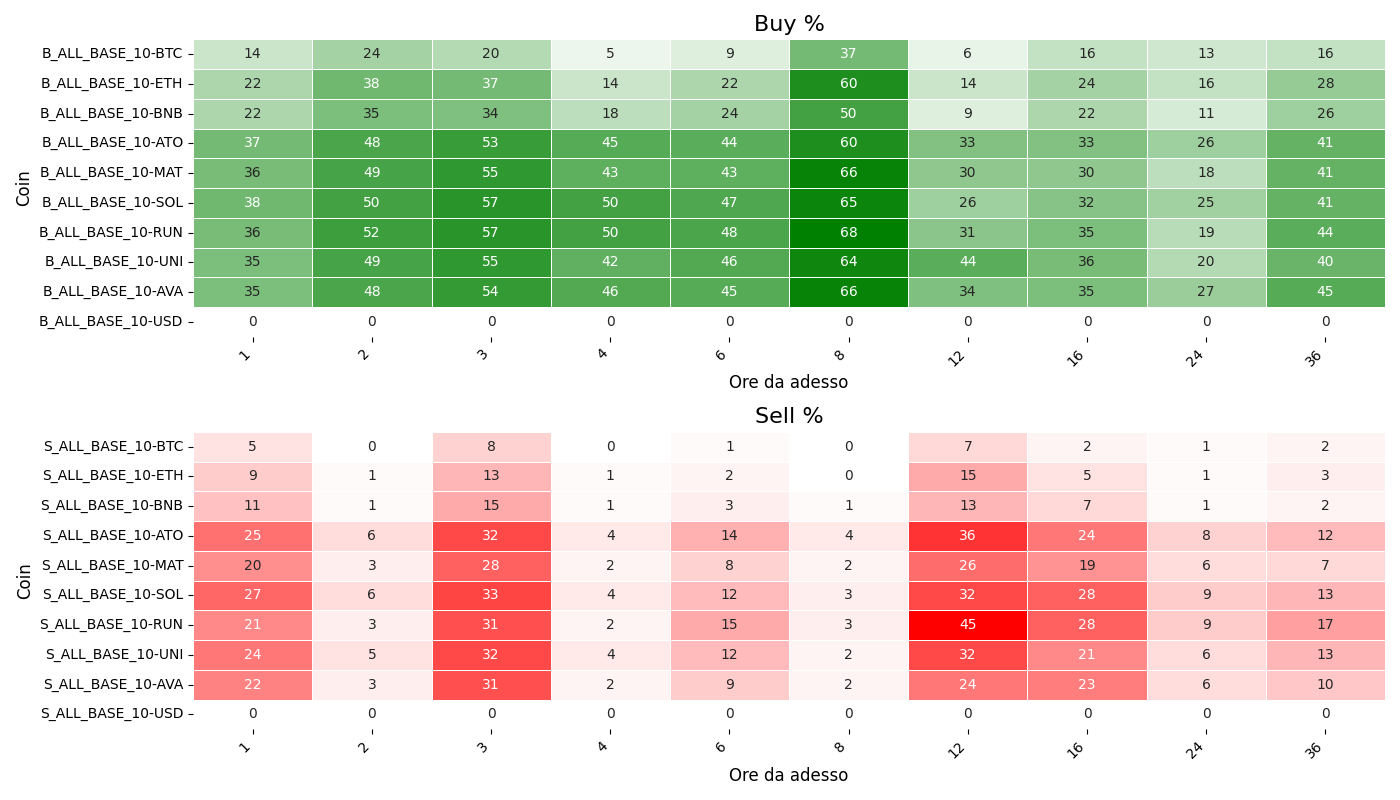 Buy %
Coin
B_ALL_BASE_10-BTC 14 24 20 5 9 37 6 16 13 16
B_ALL_BASE_10-ETH 22 38 37 14 22 60 14 24 16 28
B_ALL_BASE_10-BNB 22 35 34 18 24 50 9 22 11 26
B_ALL_BASE_10-ATO 37 48 53 45 44 60 33 33 26 41
B_ALL_BASE_10-MAT 36 49 55 43 43 66 30 30 18 41
B_ALL_BASE_10-SOL 38 50 57 50 47 65 26 32 25 41
B_ALL_BASE_10-RUN 36 52 57 50 48 68 31 35 19 44
B_ALL_BASE_10-UNI 35 49 55 42 46 64 44 36 20 40
B_ALL_BASE_10-AVA 35 48 54 46 45 66 34 35 27 45
B_ALL_BASE_10-USD 0 0 0 0 0 0 0 0 0 0
1 2 3 4 6 8 12 16 24 36
Ore da adesso
Sell %
Coin
S_ALL_BASE_10-BTC 5 0 8 0 1 0 7 2 1 2
S_ALL_BASE_10-ETH 9 1 13 1 2 0 15 5 1 3
S_ALL_BASE_10-BNB 11 1 15 1 3 1 13 7 1 2
S_ALL_BASE_10-ATO 25 6 32 4 14 4 36 24 8 12
S_ALL_BASE_10-MAT 20 3 28 2 8 2 26 19 6 7
S_ALL_BASE_10-SOL 27 6 33 4 12 3 32 28 9 13
S_ALL_BASE_10-RUN 21 3 31 2 15 3 45 28 9 17
S_ALL_BASE_10-UNI 24 5 32 4 12 2 32 21 6 13
S_ALL_BASE_10-AVA 22 3 31 2 9 2 24 23 6 10
S_ALL_BASE_10-USD 0 0 0 0 0 0 0 0 0 0
1 2 3 4 6 8 12 16 24 36
Ore da adesso